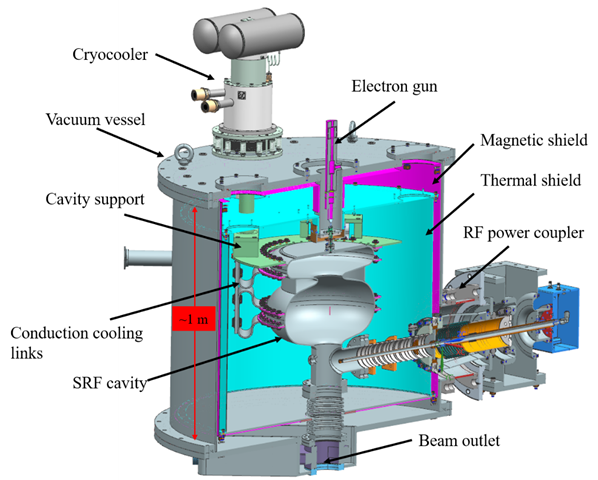 Cryocooler
Electron gun
Vacuum vessel
Magnetic shield
Thermal shield
Cavity support
RF power coupler
~1 m
Conduction cooling
links
SRF cavity
Beam outlet